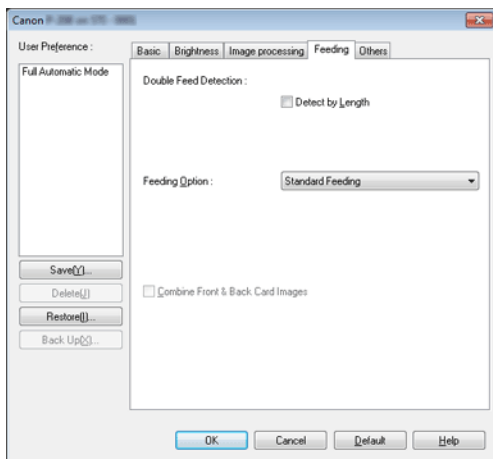 Canon
User Preference :
Full Automatic Mode
Save(Y)...
Delete(J)
Restore(I)...
Back Up(X)...
Basic
Brightness
Image processing
Feeding
Others
Double Feed Detection :
Detect by Length
Feeding Option :
Standard Feeding
Combine Front & Back Card Images
OK
Cancel
Default
Help